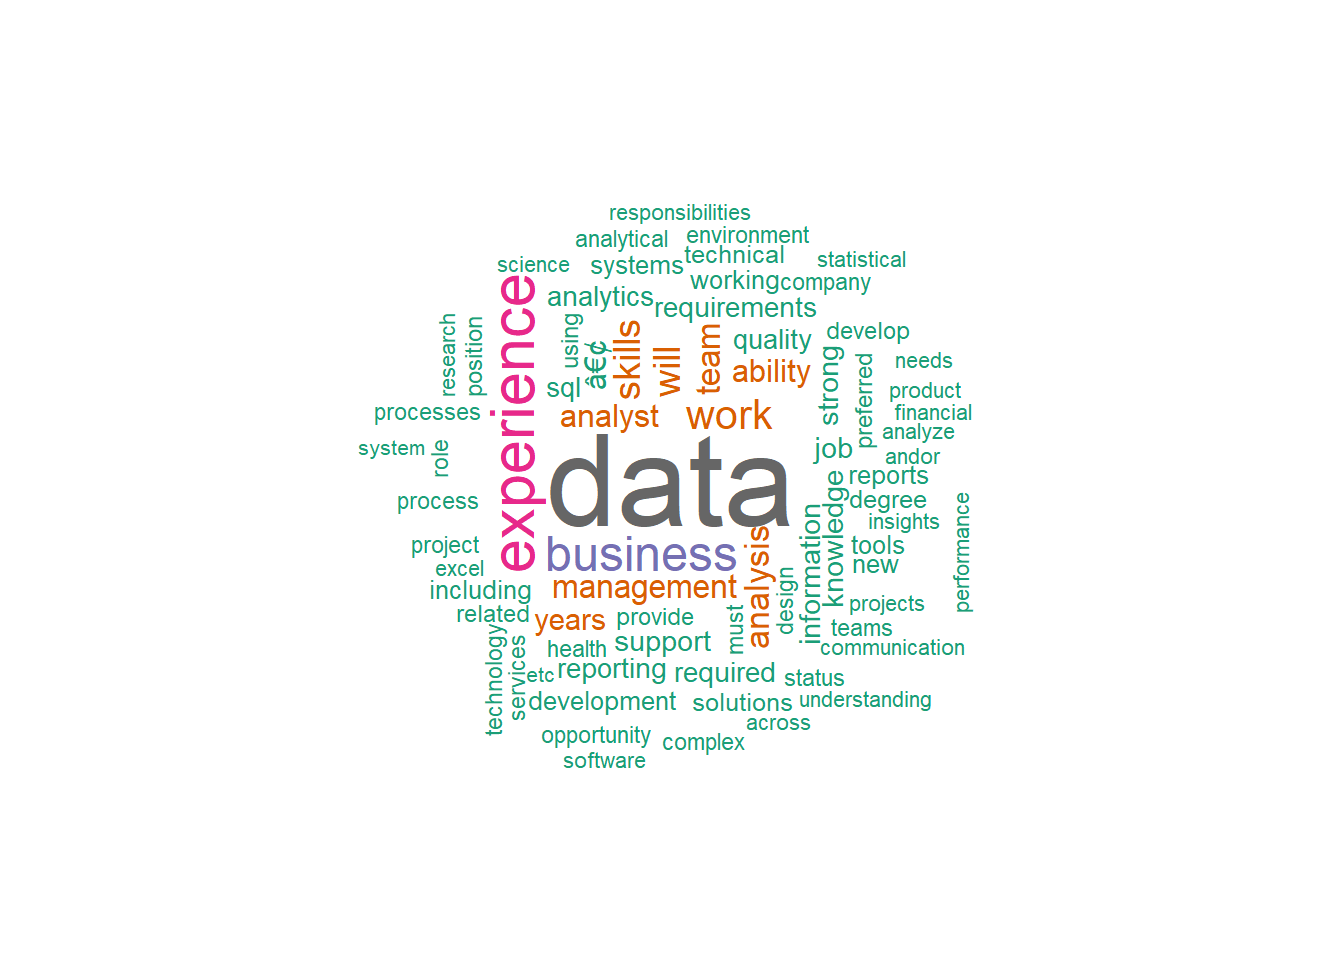 responsibilities
analytical
environment
science
systems
technical
statistical
working
company
analytics
requirements
experience
research
position
using
â€¢
skills
will
team
quality
develop
sql
ability
strong
preferred
needs
product
processes
analyst
work
financial
analyze
system
role
data
job
andor
reports
process
knowledge
degree
insights
performance
project
business
analysis
information
tools
excel
new
including
management
design
projects
related
years
provide
must
teams
technology
services
health
support
communication
etc
reporting
required
status
development
solutions
understanding
across
opportunity
complex
software